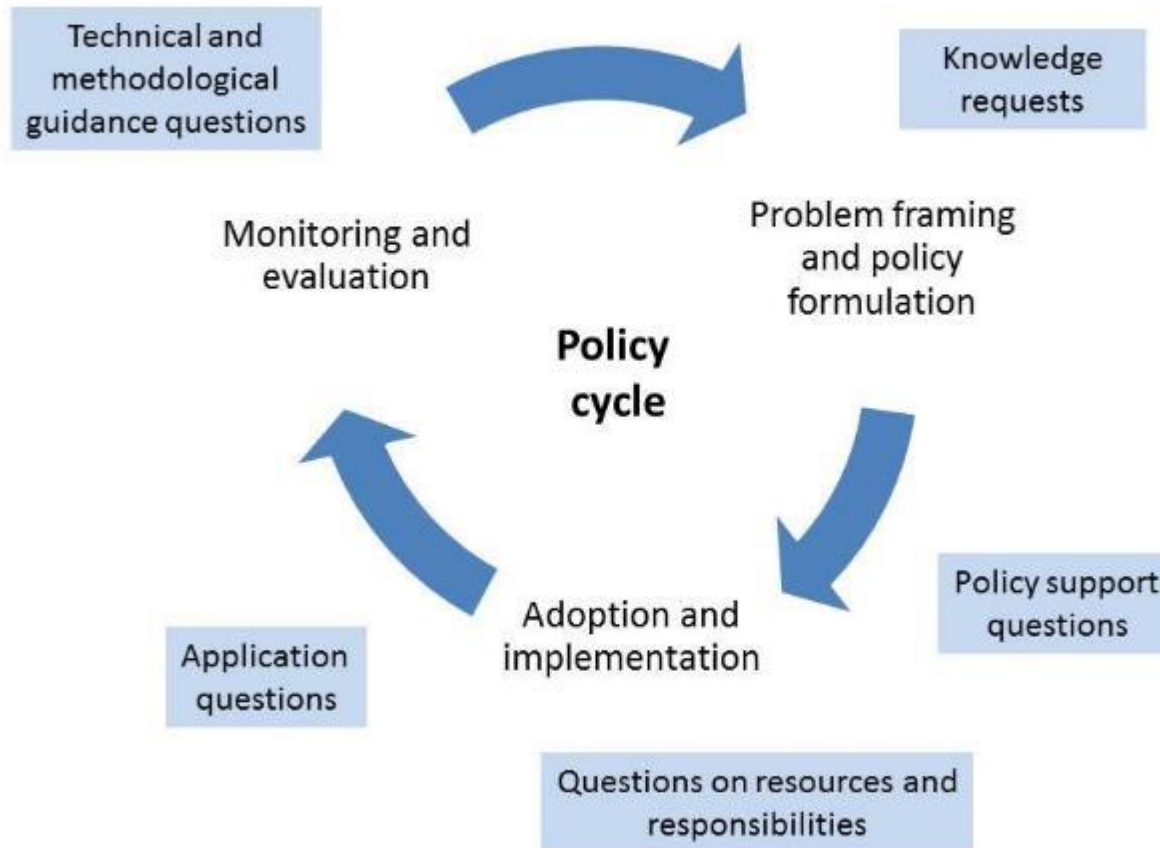 Technical and
methodological
guidance questions
Knowledge
requests
Monitoring and
evaluation
Problem framing
and policy
formulation
Policy
cycle
Adoption and
implementation
Policy support
questions
Application
questions
Questions on resources and
responsibilities